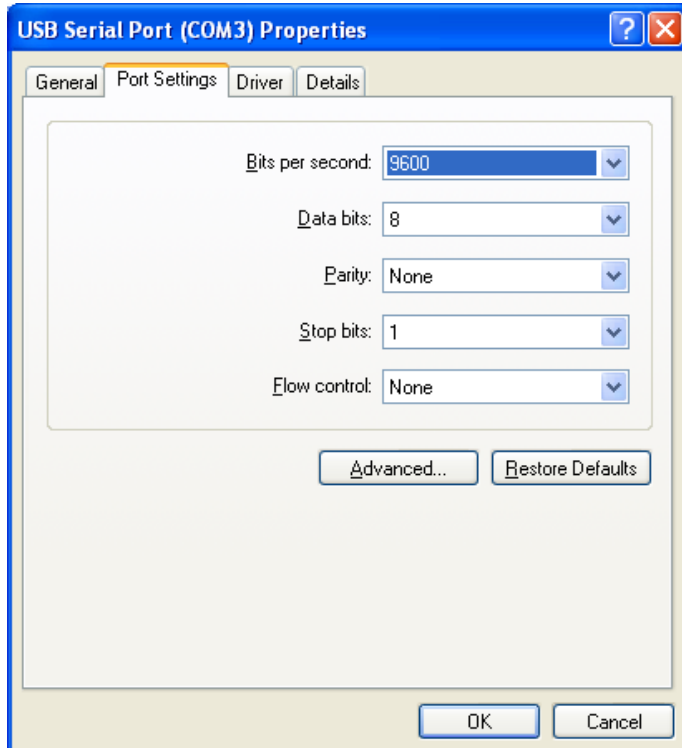 USB Serial Port (COM3) Properties
General Port Settings Driver Details
Bits per second: 9600
Data bits: 8
Parity: None
Stop bits: 1
Flow control: None
Advanced... Restore Defaults
OK Cancel